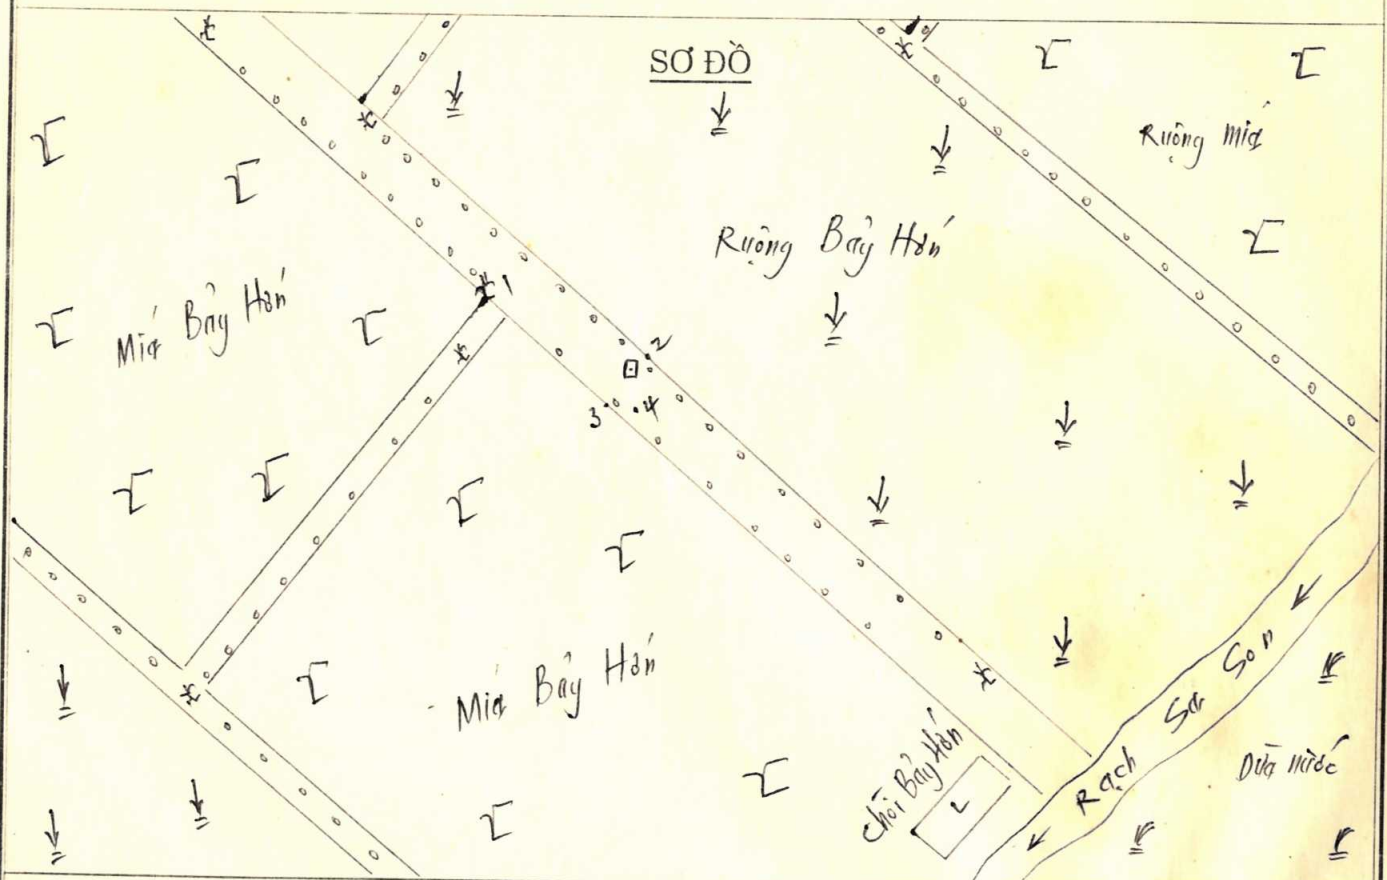 SƠ ĐỒ
Ruộng Mía
Ruộng Bảy Hớn
Mía Bảy Hớn
1
2
3
4
Mía Bảy Hớn
Chòi Bảy Hớn
L
Rạch Sa Son
Dừa nước